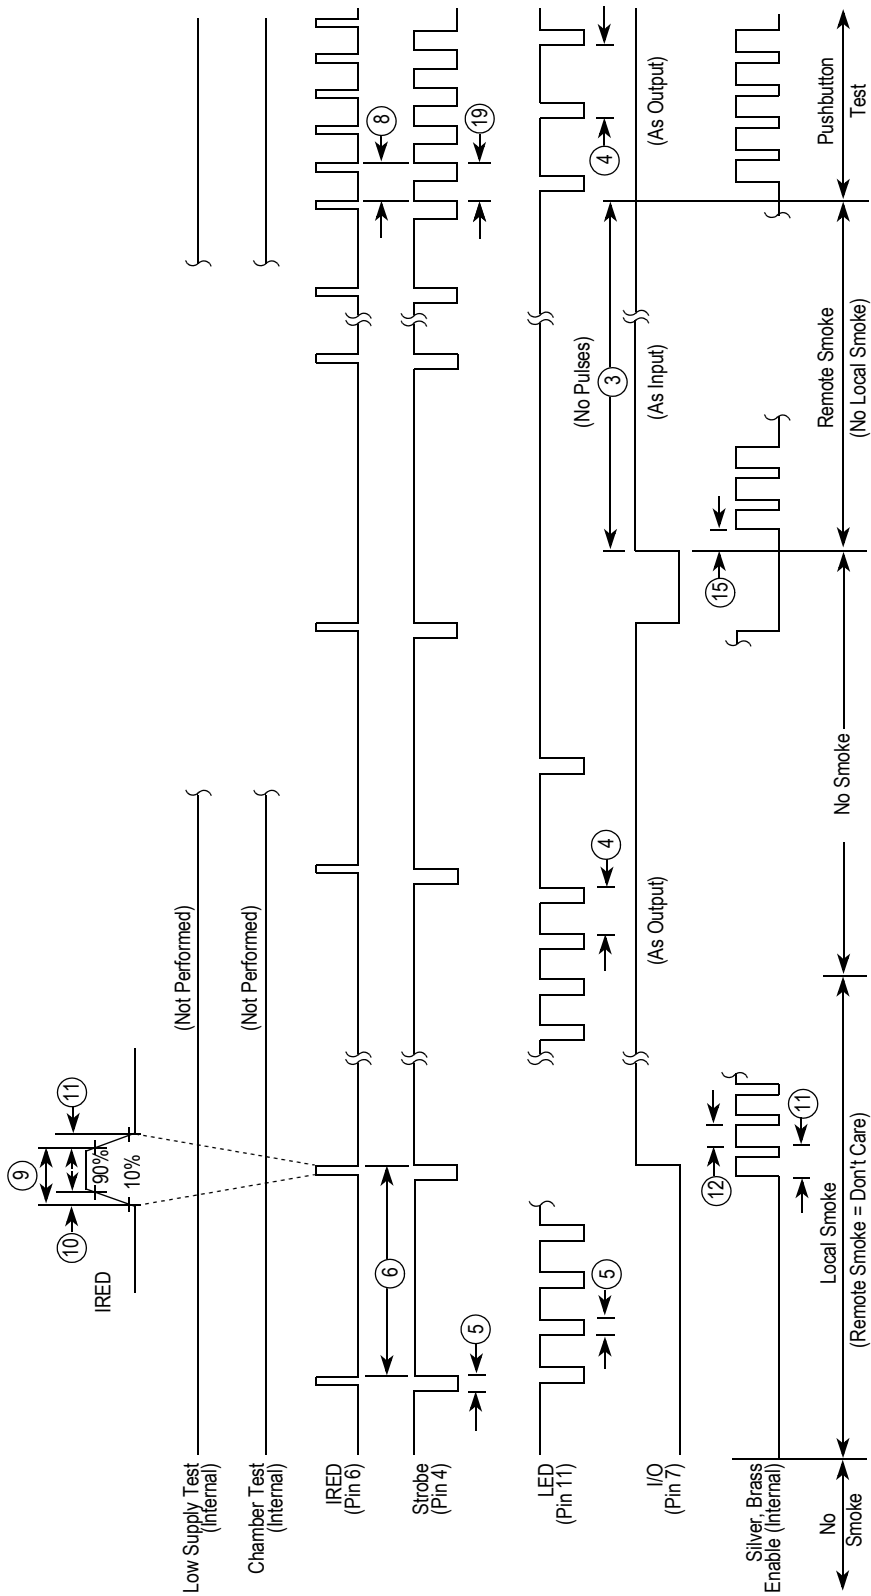 9
10
11
90%
10%
IRED
Low Supply Test
(Internal)
(Not Performed)
Chamber Test
(Internal)
(Not Performed)
IRED
(Pin 6)
6
8
Strobe
(Pin 4)
5
19
LED
(Pin 11)
5
4
(No Pulses)
3
4
I/O
(Pin 7)
(As Output)
(As Input)
(As Output)
Silver, Brass
Enable (Internal)
12
11
15
No
Smoke
Local Smoke
(Remote Smoke = Don't Care)
No Smoke
Remote Smoke
(No Local Smoke)
Pushbutton
Test